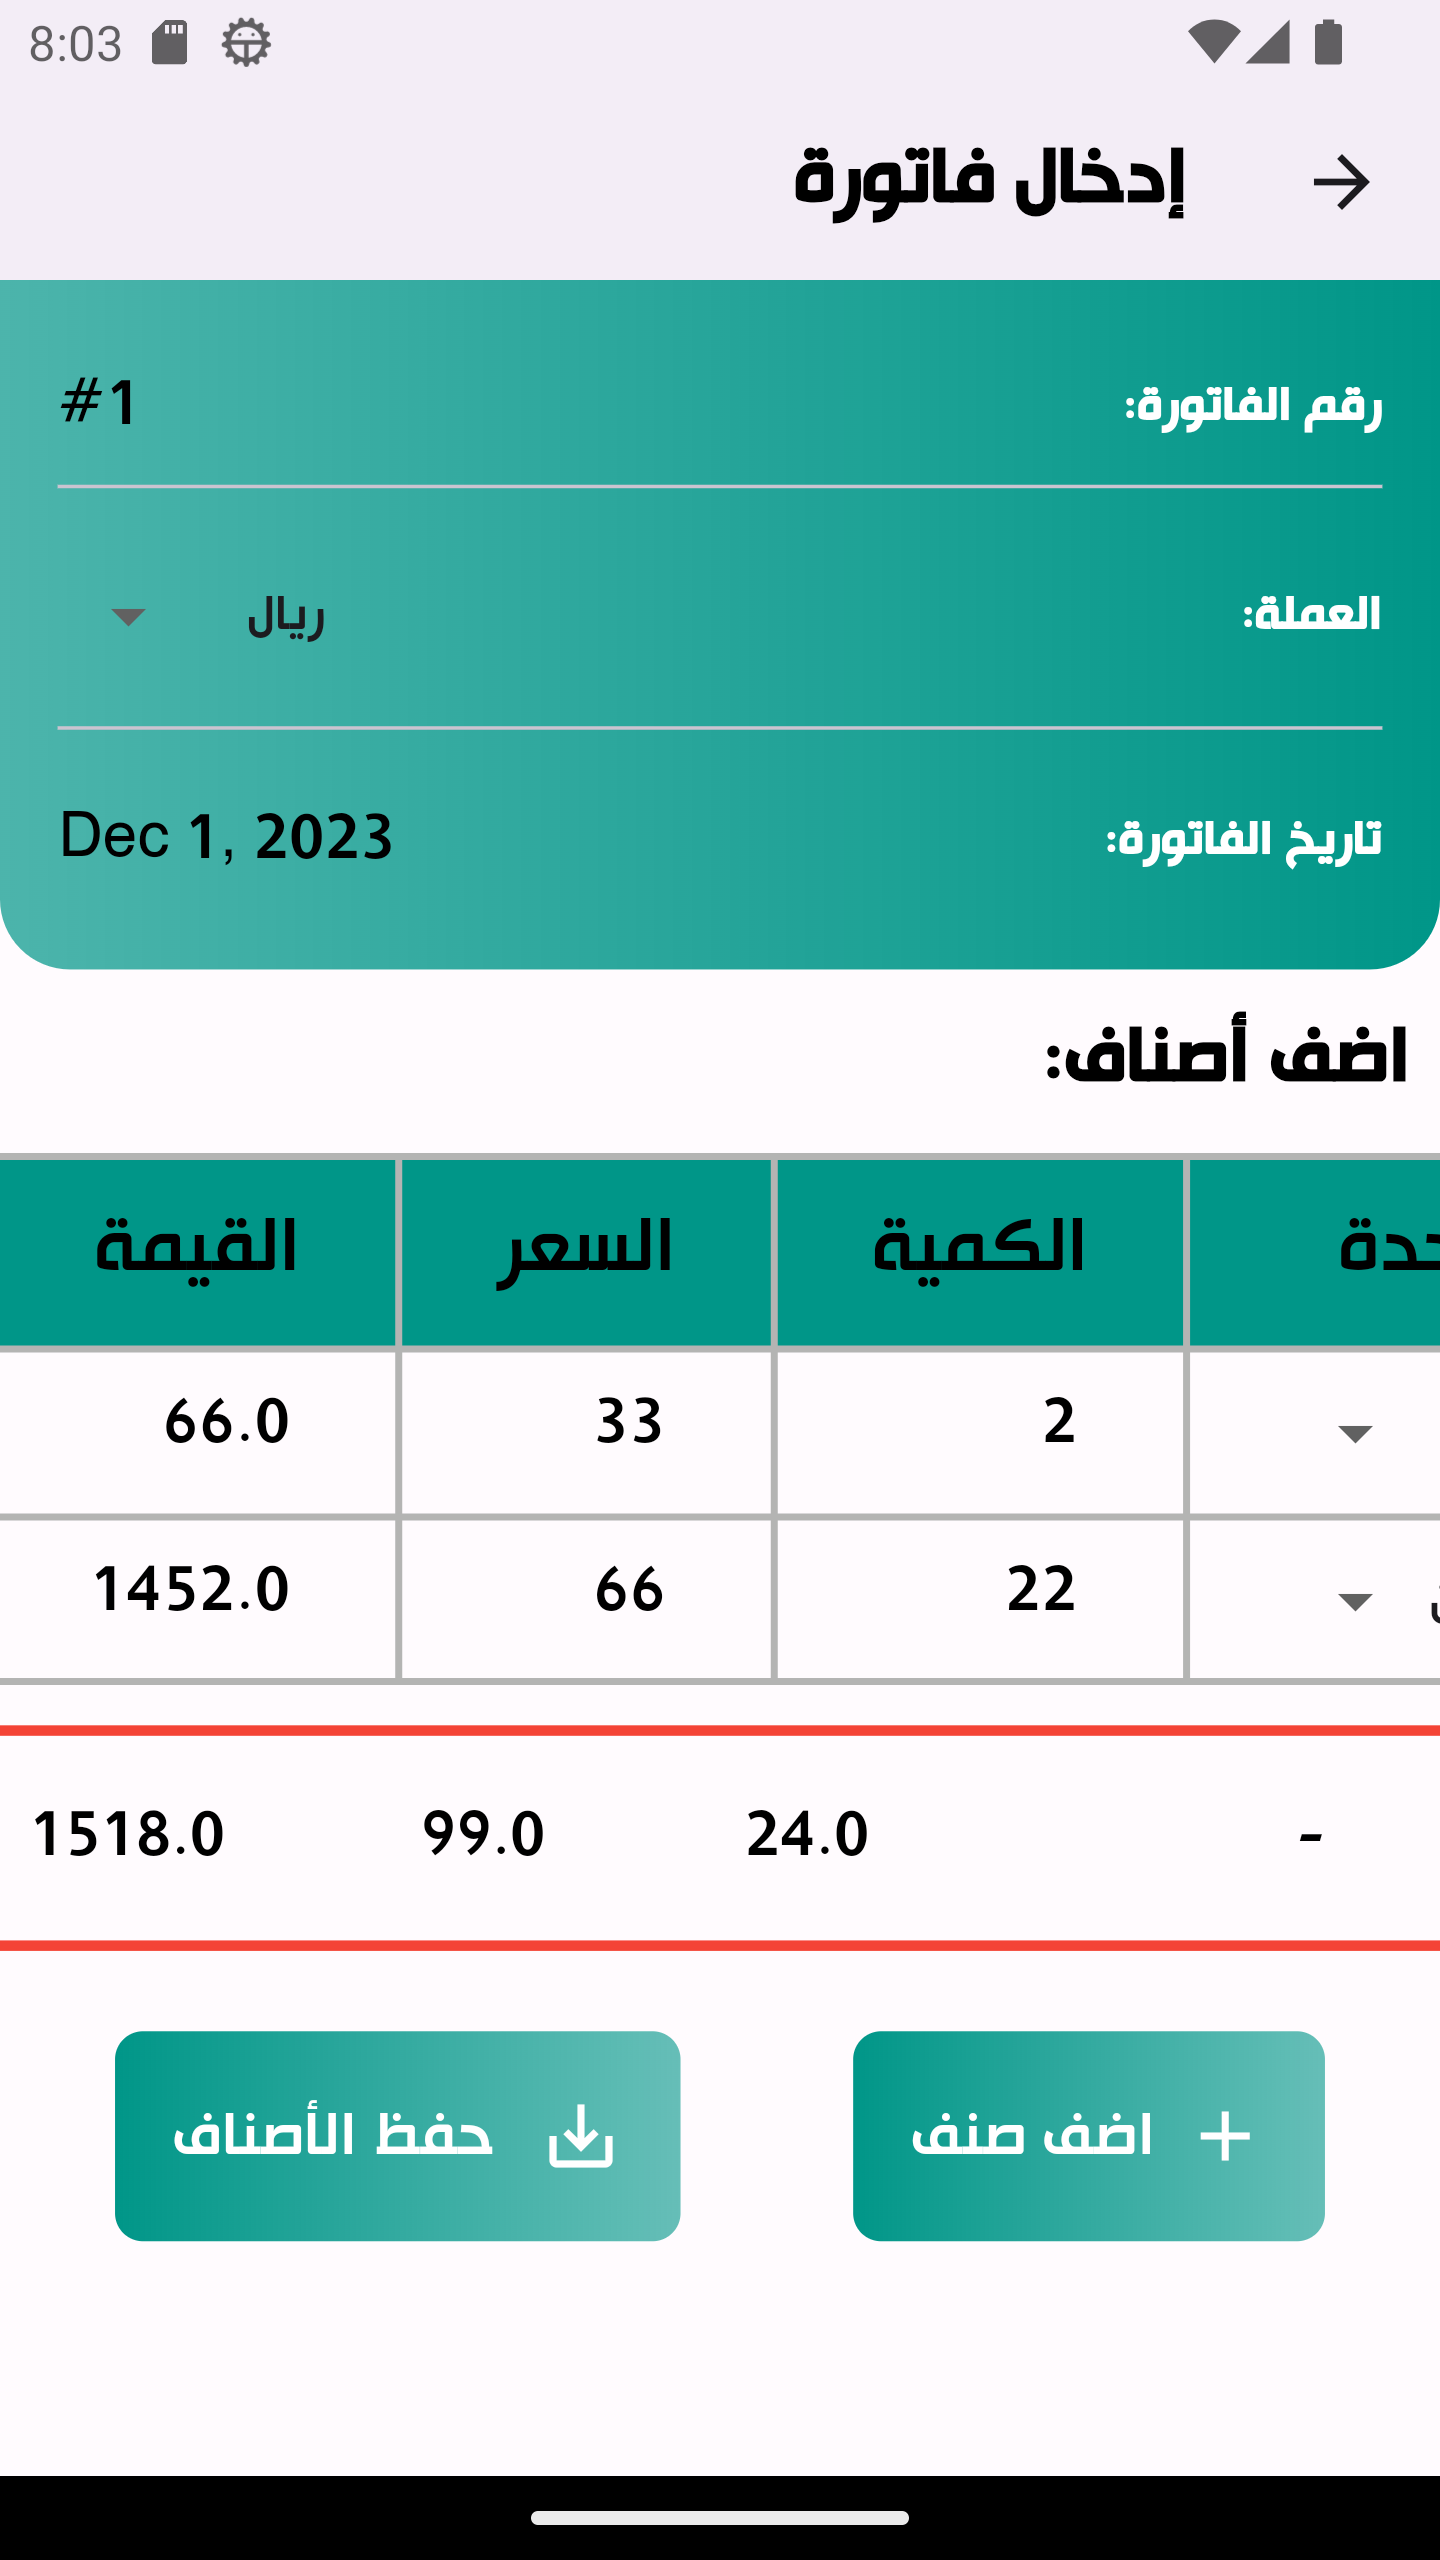 8:03
إدخال فاتورة
رقم الفاتورة: #1
العملة: ريال
تاريخ الفاتورة: Dec 1, 2023
اضف أصناف:
الكمية السعر القيمة
2 33 66.0
22 66 1452.0
- 24.0 99.0 1518.0
اضف صنف حفظ الأصناف